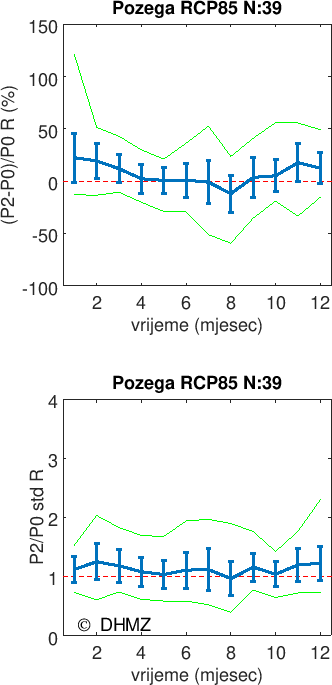 Pozega RCP85 N:39
(P2-P0)/P0 R (%)
150
100
50
0
-50
-100
2 4 6 8 10 12
vrijeme (mjesec)
Pozega RCP85 N:39
P2/P0 std R
4
3
2
1
0
© DHMZ
2 4 6 8 10 12
vrijeme (mjesec)